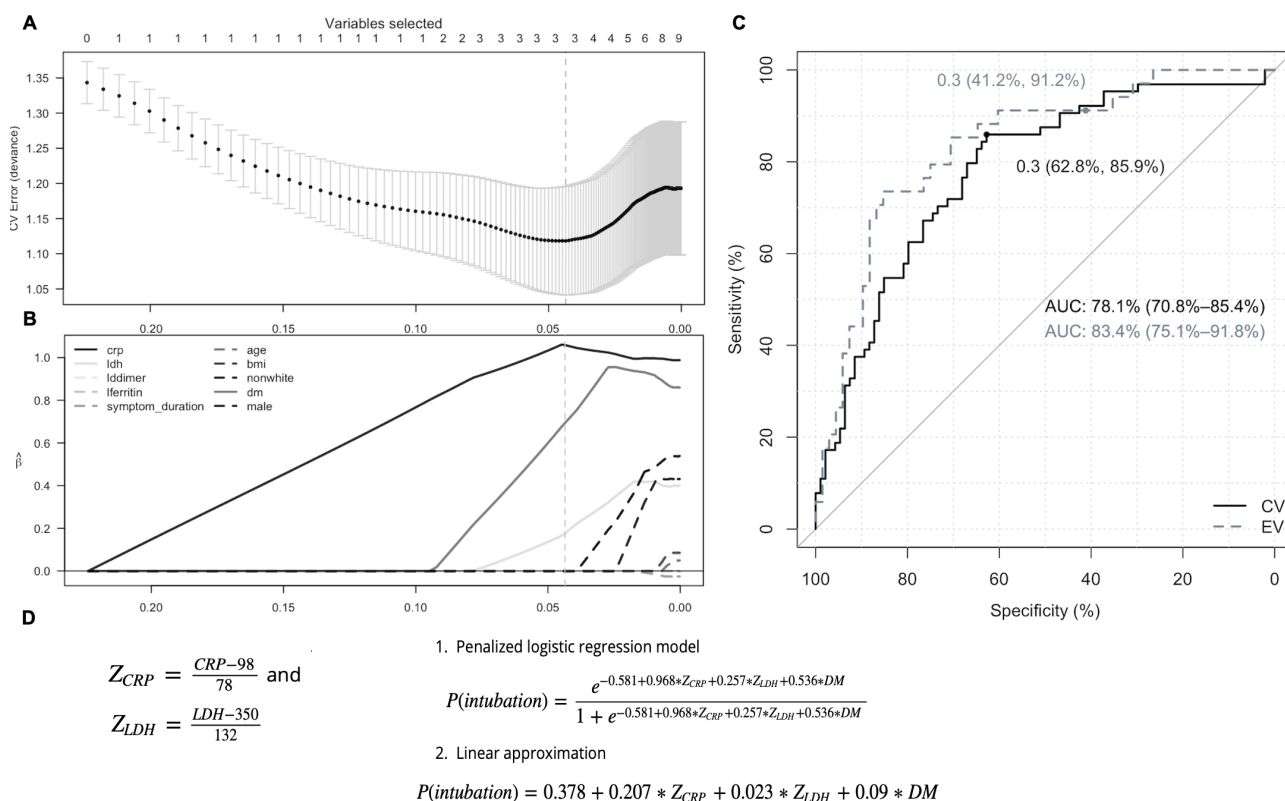 A
Variables selected
0 1 1 1 1 1 1 1 1 1 1 1 2 2 3 3 3 3 3 3 4 4 5 6 8 9
CV Error (deviance)
1.35
1.30
1.25
1.20
1.15
1.10
1.05
0.20 0.15 0.10 0.05 0.00
B
crp
ldh
lddimer
lferritin
symptom_duration
age
bmi
nonwhite
dm
male
β̂
1.0
0.8
0.6
0.4
0.2
0.0
0.20 0.15 0.10 0.05 0.00
C
Sensitivity (%)
100
80
60
40
20
0
0.3 (41.2%, 91.2%)
0.3 (62.8%, 85.9%)
AUC: 78.1% (70.8%–85.4%)
AUC: 83.4% (75.1%–91.8%)
CV
EV
100 80 60 40 20 0
Specificity (%)
D
Z_CRP = (CRP−98)/78 and
Z_LDH = (LDH−350)/132
1. Penalized logistic regression model
P(intubation) = e^(−0.581+0.968*Z_CRP+0.257*Z_LDH+0.536*DM) / (1 + e^(−0.581+0.968*Z_CRP+0.257*Z_LDH+0.536*DM))
2. Linear approximation
P(intubation) = 0.378 + 0.207 * Z_CRP + 0.023 * Z_LDH + 0.09 * DM